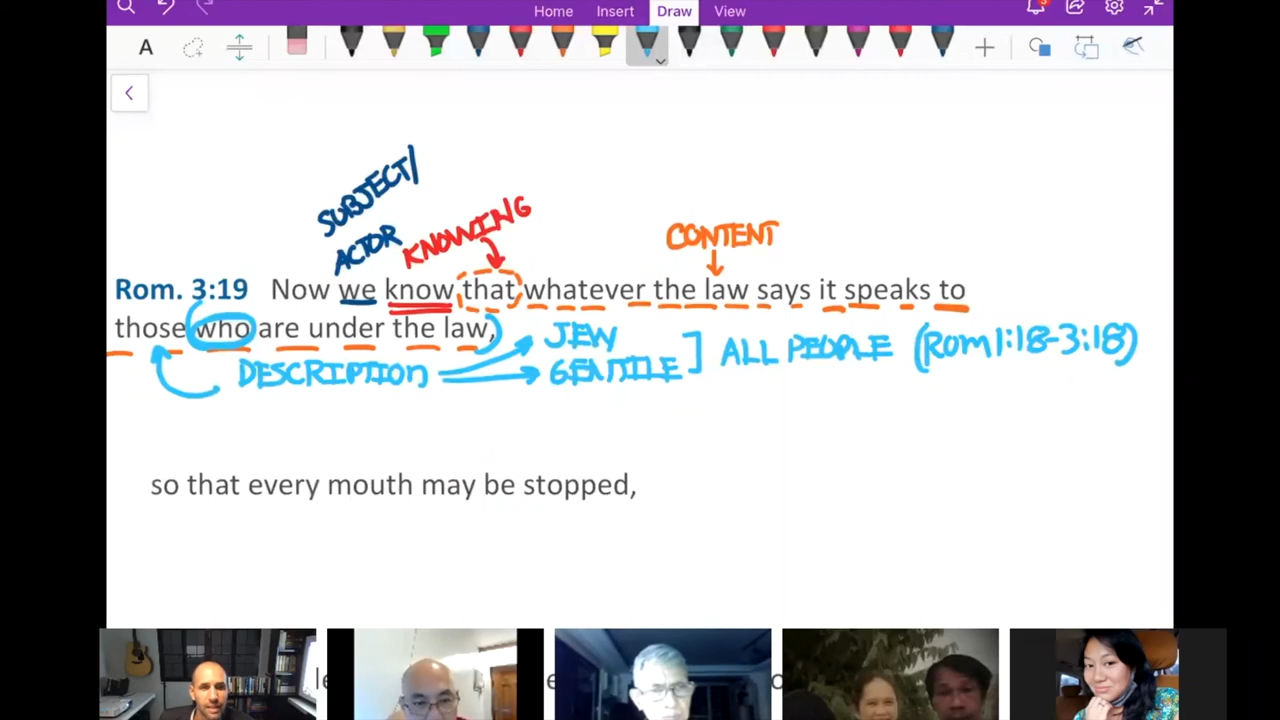 Home Insert Draw View
A
SUBJECT/
ACTOR
KNOWING
CONTENT
Rom. 3:19 Now we know that whatever the law says it speaks to
those who are under the law,
JEW
DESCRIPTION
GENTILE
ALL PEOPLE (Rom 1:18-3:18)
so that every mouth may be stopped,